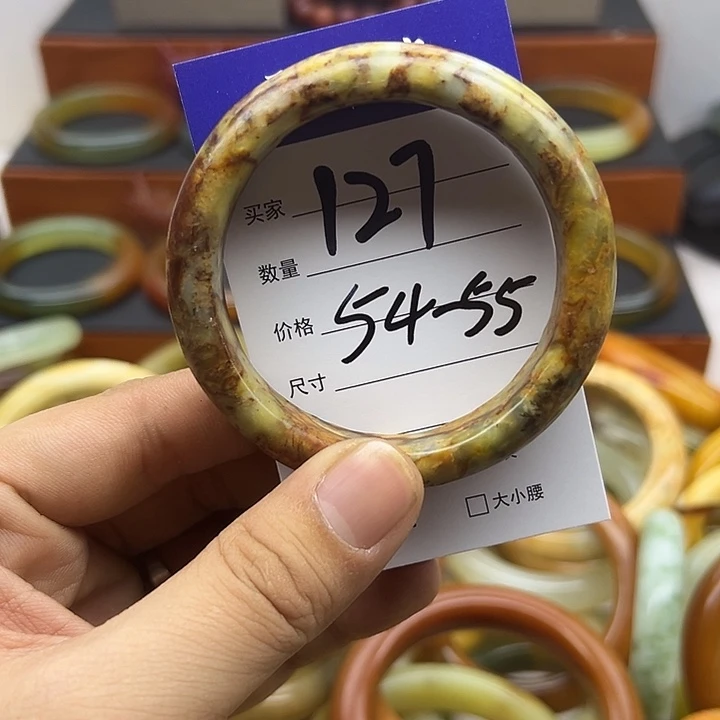 买家 127
数量
价格 54-55
尺寸
大小腰